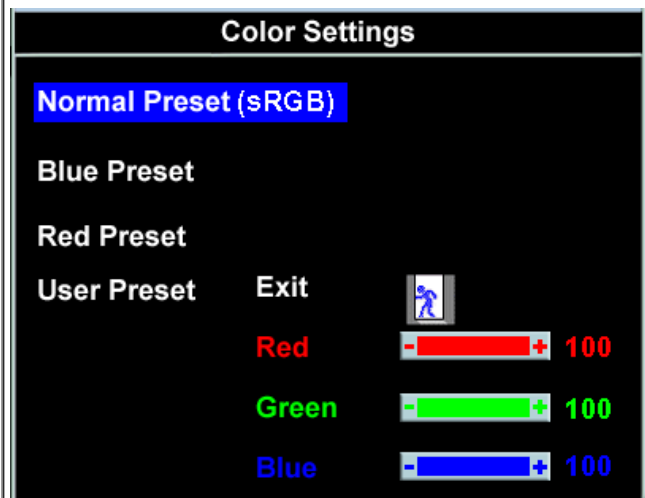 Color Settings
Normal Preset (sRGB)
Blue Preset
Red Preset
User Preset Exit
Red - + 100
Green - + 100
Blue - + 100